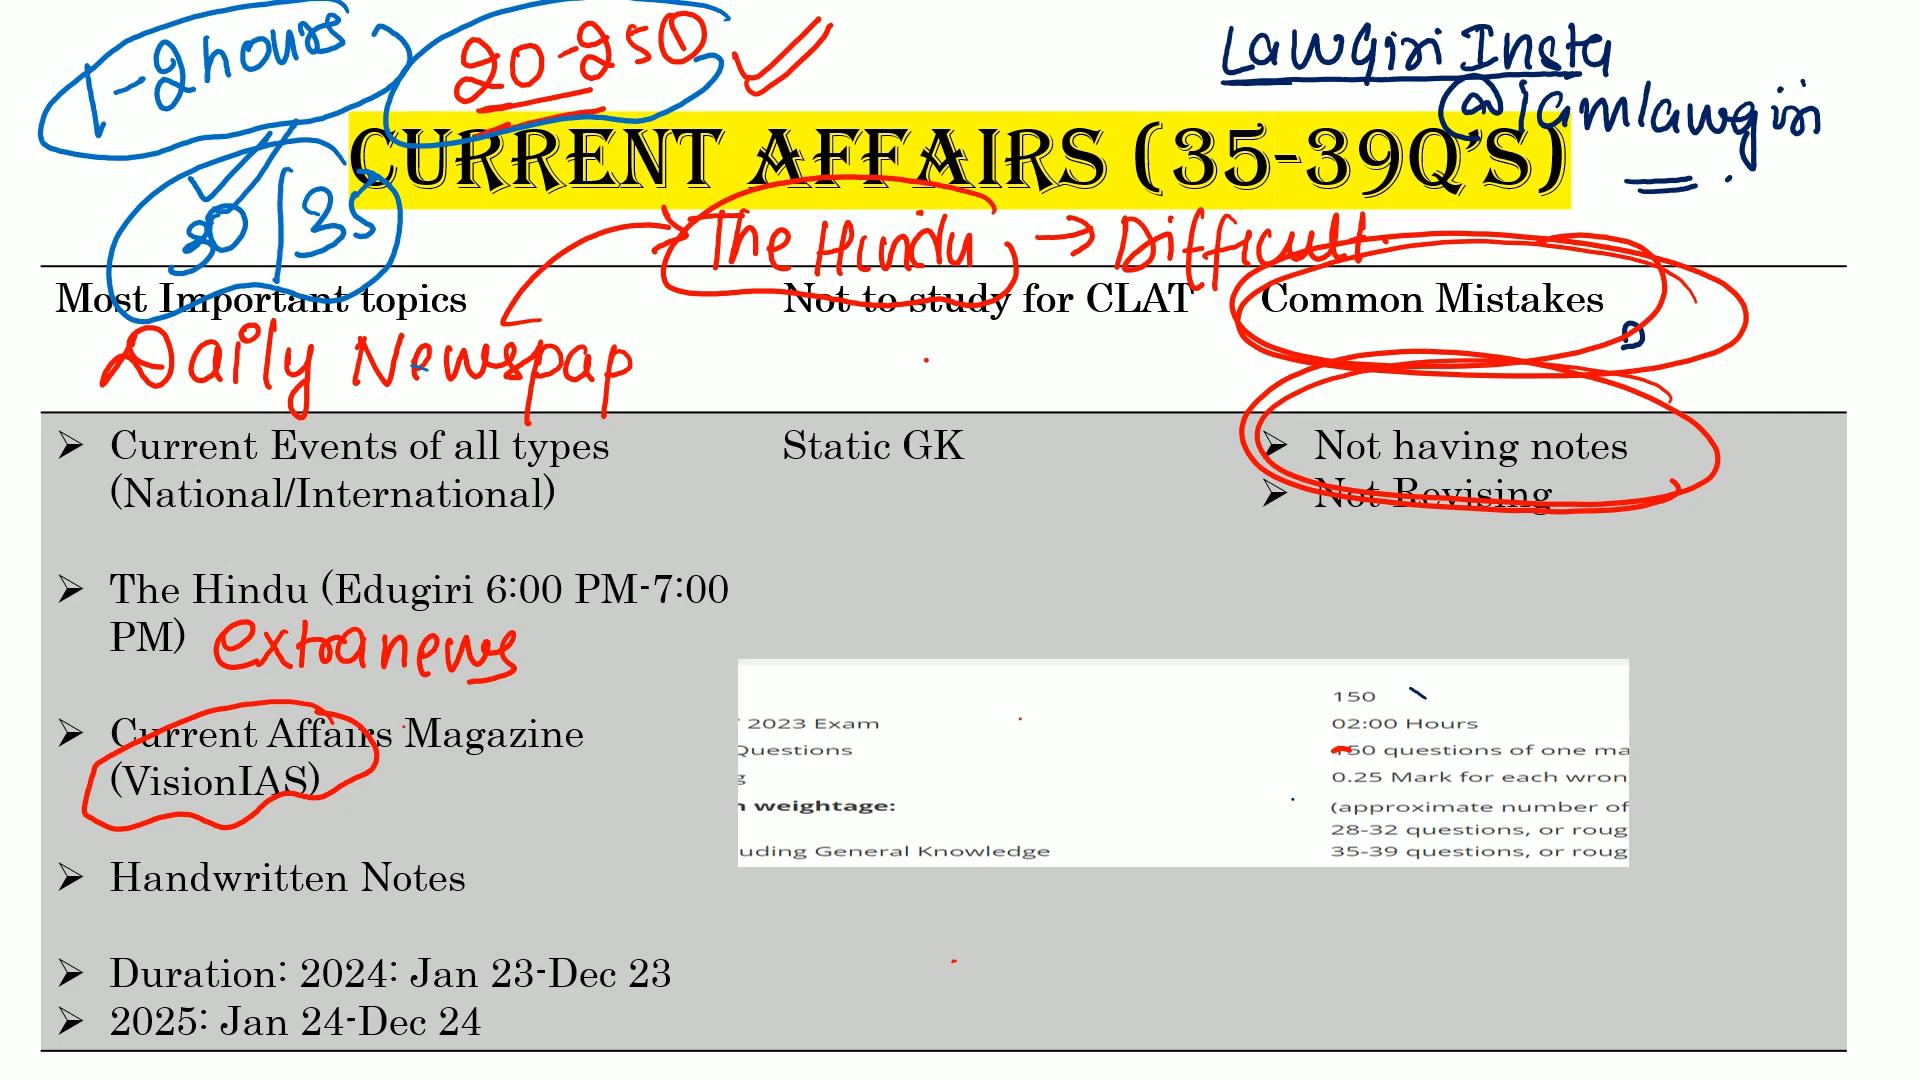 1-2 hours
20-25Q
Lawgiri Insta
@iamlawgiri
CURRENT AFFAIRS (35-39Q'S)
30/35
The Hindu → Difficult
Most Important topics
Not to study for CLAT
Common Mistakes
Daily Newspap
➤ Current Events of all types
(National/International)
Static GK
➤ Not having notes
➤ Not Revising
➤ The Hindu (Edugiri 6:00 PM-7:00
PM)
extra news
➤ Current Affairs Magazine
(VisionIAS)
➤ Handwritten Notes
➤ Duration: 2024: Jan 23-Dec 23
➤ 2025: Jan 24-Dec 24
150
2023 Exam
02:00 Hours
Questions
150 questions of one ma
0.25 Mark for each wron
weightage:
(approximate number of
28-32 questions, or roug
uding General Knowledge
35-39 questions, or roug